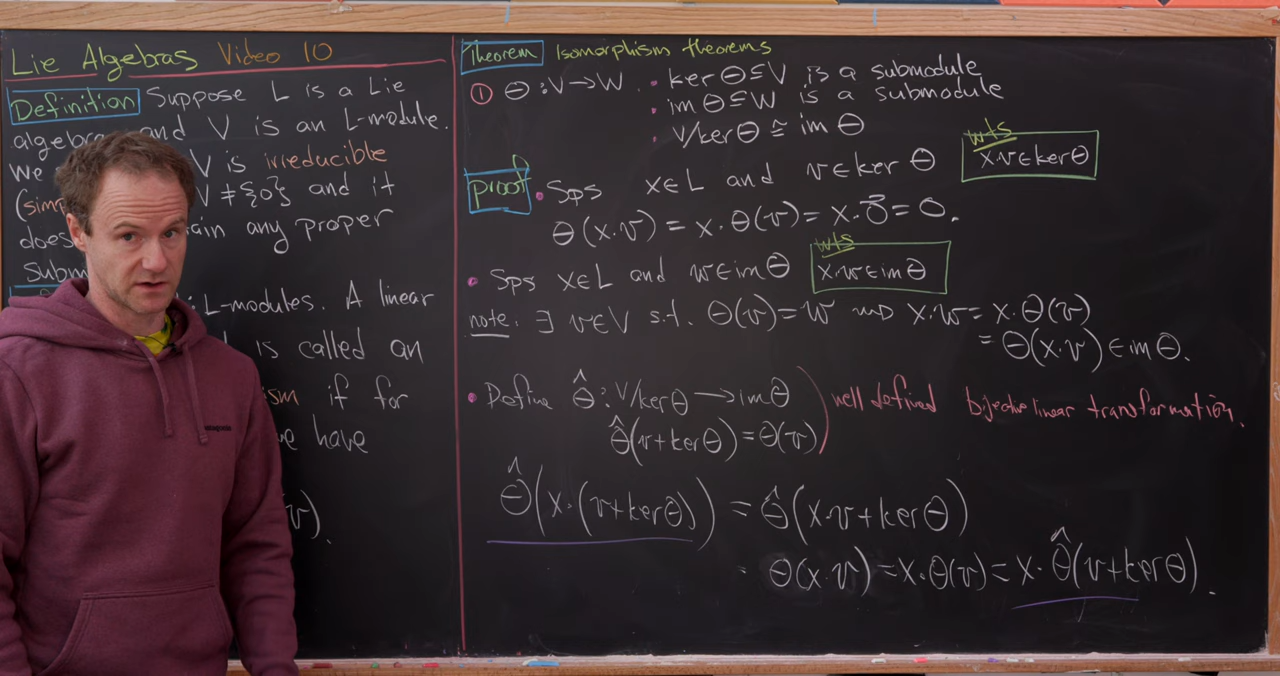 Lie Algebras Video 10
Definition Suppose L is a Lie
algebra and V is an L-module.
We V is irreducible
V ≠ {0} and it
does any proper
L-modules. A linear
is called an
if for
have
Theorem Isomorphism theorems
① Θ : V → W • ker Θ ⊆ V is a submodule
• im Θ ⊆ W is a submodule
• V/ker Θ ≅ im Θ
Proof • Sps x ∈ L and v ∈ ker Θ
wts
x·v ∈ ker Θ
Θ(x·v) = x·Θ(v) = x·0⃗ = 0.
• Sps x ∈ L and w ∈ im Θ
wts
x·w ∈ im Θ
note: ∃ v ∈ V s.t. Θ(v) = w ⇝ x·w = x·Θ(v)
= Θ(x·v) ∈ im Θ.
• Define Θ̂ : V/ker Θ → im Θ
Θ̂(v + ker Θ) = Θ(v)
well defined bijective linear transformation.
Θ̂(x·(v + ker Θ)) = Θ̂(x·v + ker Θ)
= Θ(x·v) = x·Θ(v) = x·Θ̂(v + ker Θ).